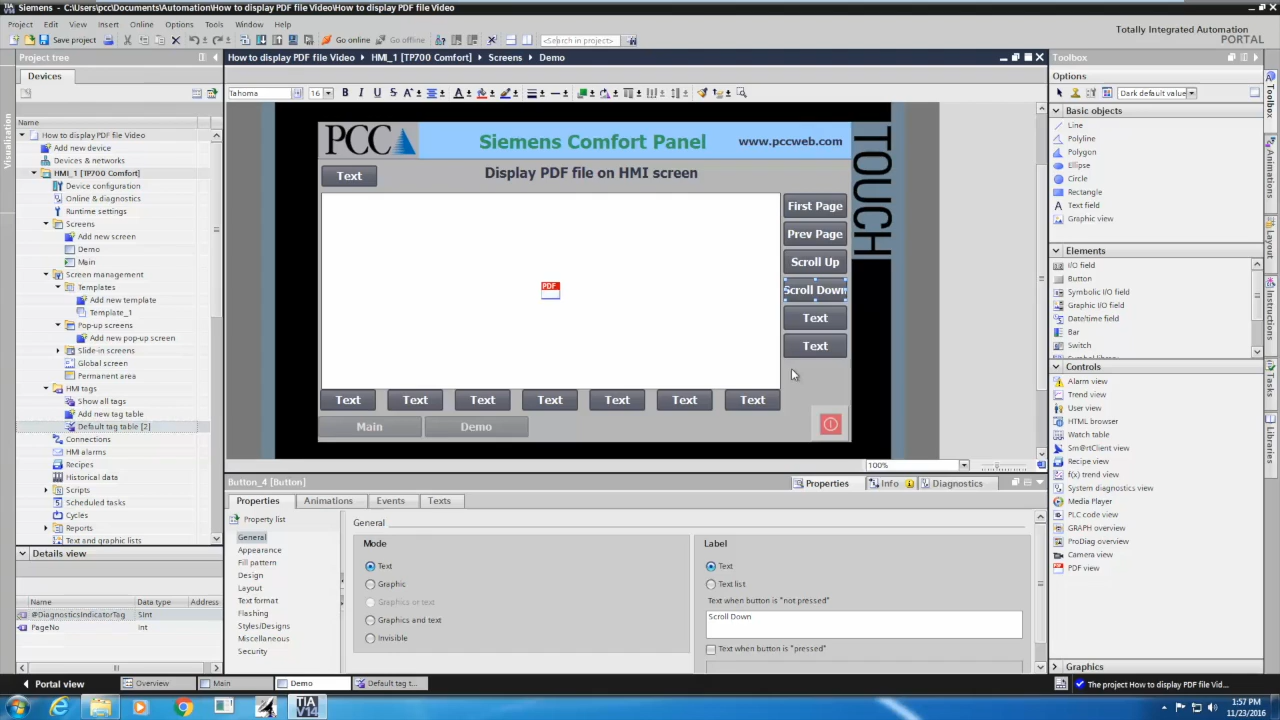 Siemens - C:\Users\pcc\Documents\Automation\How to display PDF file Video\How to display PDF file Video
Project Edit View Insert Online Options Tools Window Help
Totally Integrated Automation
PORTAL
Save project Go online Go offline <Search in project>
Project tree
Devices
Name
How to display PDF file Video
Add new device
Devices & networks
HMI_1 [TP700 Comfort]
Device configuration
Online & diagnostics
Runtime settings
Screens
Add new screen
Demo
Main
Screen management
Templates
Add new template
Template_1
Pop-up screens
Add new pop-up screen
Slide-in screens
Global screen
Permanent area
HMI tags
Show all tags
Add new tag table
Default tag table [2]
Connections
HMI alarms
Recipes
Historical data
Scripts
Scheduled tasks
Cycles
Reports
Text and graphic lists
Details view
Name Data type Address
@DiagnosticsIndicatorTag SInt
PageNo Int
Visualization
How to display PDF file Video HMI_1 [TP700 Comfort] Screens Demo
Tahoma 16
PCC Siemens Comfort Panel www.pccweb.com
TOUCH
Text Display PDF file on HMI screen
First Page
Prev Page
Scroll Up
PDF
Scroll Down
Text
Text
Text Text Text Text Text Text Text
Main Demo
100%
Button_4 [Button]
Properties Info Diagnostics
Properties Animations Events Texts
Property list
General
Appearance
Fill pattern
Design
Layout
Text format
Flashing
Styles/Designs
Miscellaneous
Security
General
Mode
Text
Graphic
Graphics or text
Graphics and text
Invisible
Label
Text
Text list
Text when button is "not pressed"
Scroll Down
Text when button is "pressed"
Toolbox
Options
Dark default value
Basic objects
Line
Polyline
Polygon
Ellipse
Circle
Rectangle
Text field
Graphic view
Elements
I/O field
Button
Symbolic I/O field
Graphic I/O field
Date/time field
Bar
Switch
Controls
Alarm view
Trend view
User view
HTML browser
Watch table
Sm@rtClient view
Recipe view
f(x) trend view
System diagnostics view
Media Player
PLC code view
GRAPH overview
ProDiag overview
Camera view
PDF view
Graphics
Toolbox
Animations
Layout
Instructions
Tasks
Libraries
Portal view Overview Main Demo Default tag t...
The project How to display PDF file Vid...
TIA
V14
1:57 PM
11/23/2016